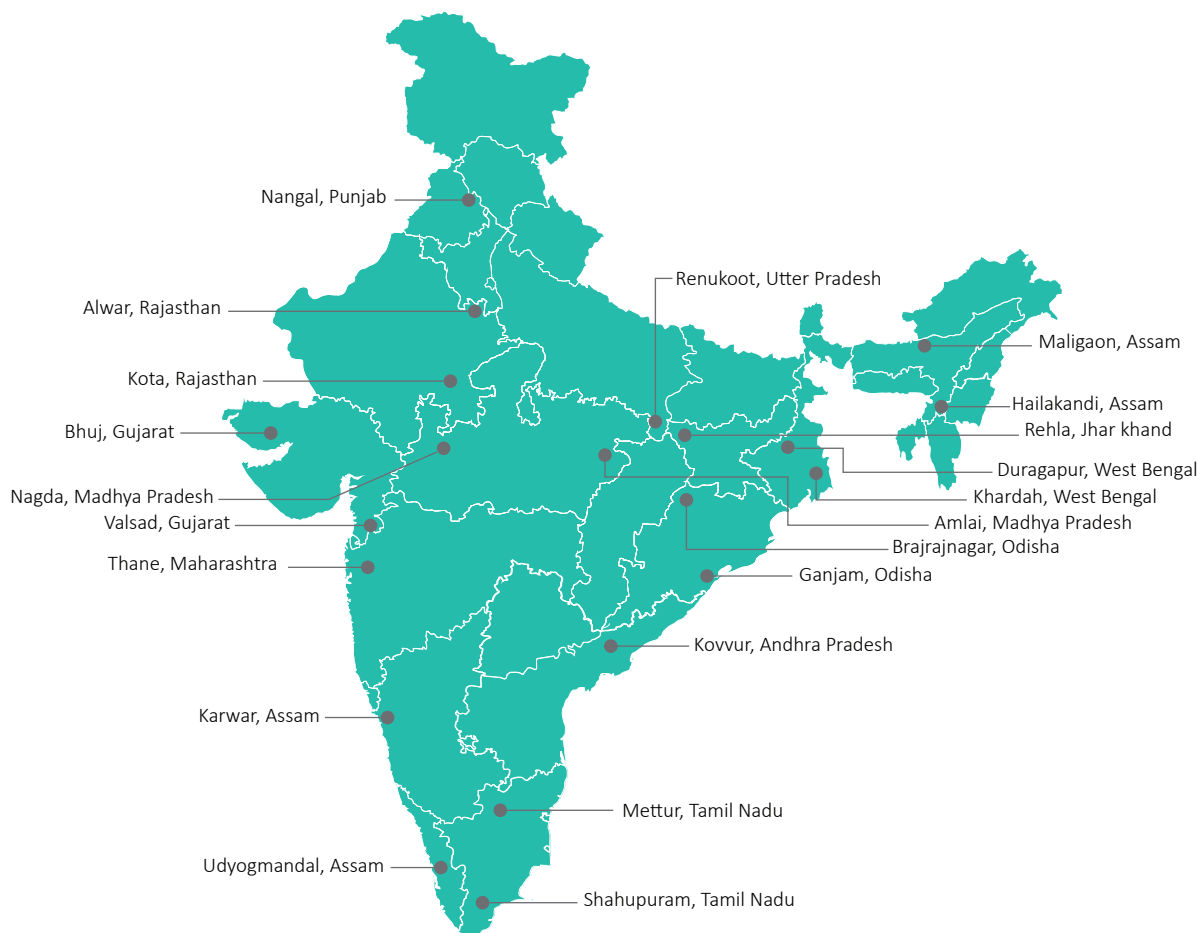 Nangal, Punjab
Renukoot, Utter Pradesh
Alwar, Rajasthan
Maligaon, Assam
Kota, Rajasthan
Hailakandi, Assam
Bhuj, Gujarat
Rehla, Jhar khand
Duragapur, West Bengal
Nagda, Madhya Pradesh
Khardah, West Bengal
Valsad, Gujarat
Amlai, Madhya Pradesh
Brajrajnagar, Odisha
Thane, Maharashtra
Ganjam, Odisha
Kovvur, Andhra Pradesh
Karwar, Assam
Mettur, Tamil Nadu
Udyogmandal, Assam
Shahupuram, Tamil Nadu